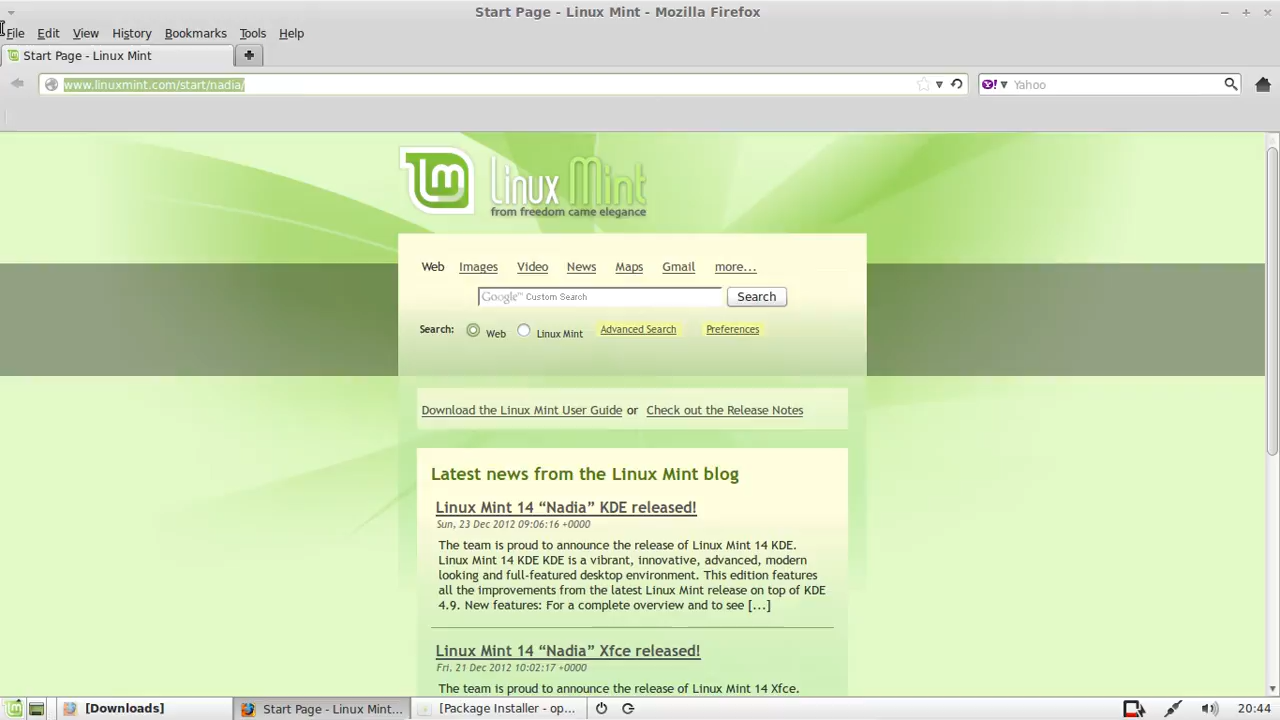 Start Page - Linux Mint - Mozilla Firefox
File Edit View History Bookmarks Tools Help
Start Page - Linux Mint
www.linuxmint.com/start/nadia/ Yahoo
Linux Mint
from freedom came elegance
Web Images Video News Maps Gmail more...
Google™ Custom Search Search
Search: Web Linux Mint Advanced Search Preferences
Download the Linux Mint User Guide or Check out the Release Notes
Latest news from the Linux Mint blog
Linux Mint 14 “Nadia” KDE released!
Sun, 23 Dec 2012 09:06:16 +0000
The team is proud to announce the release of Linux Mint 14 KDE.
Linux Mint 14 KDE KDE is a vibrant, innovative, advanced, modern
looking and full-featured desktop environment. This edition features
all the improvements from the latest Linux Mint release on top of KDE
4.9. New features: For a complete overview and to see [...]
Linux Mint 14 “Nadia” Xfce released!
Fri, 21 Dec 2012 10:02:17 +0000
The team is proud to announce the release of Linux Mint 14 Xfce.
[Downloads] Start Page - Linux Mint... [Package Installer - op... 20:44